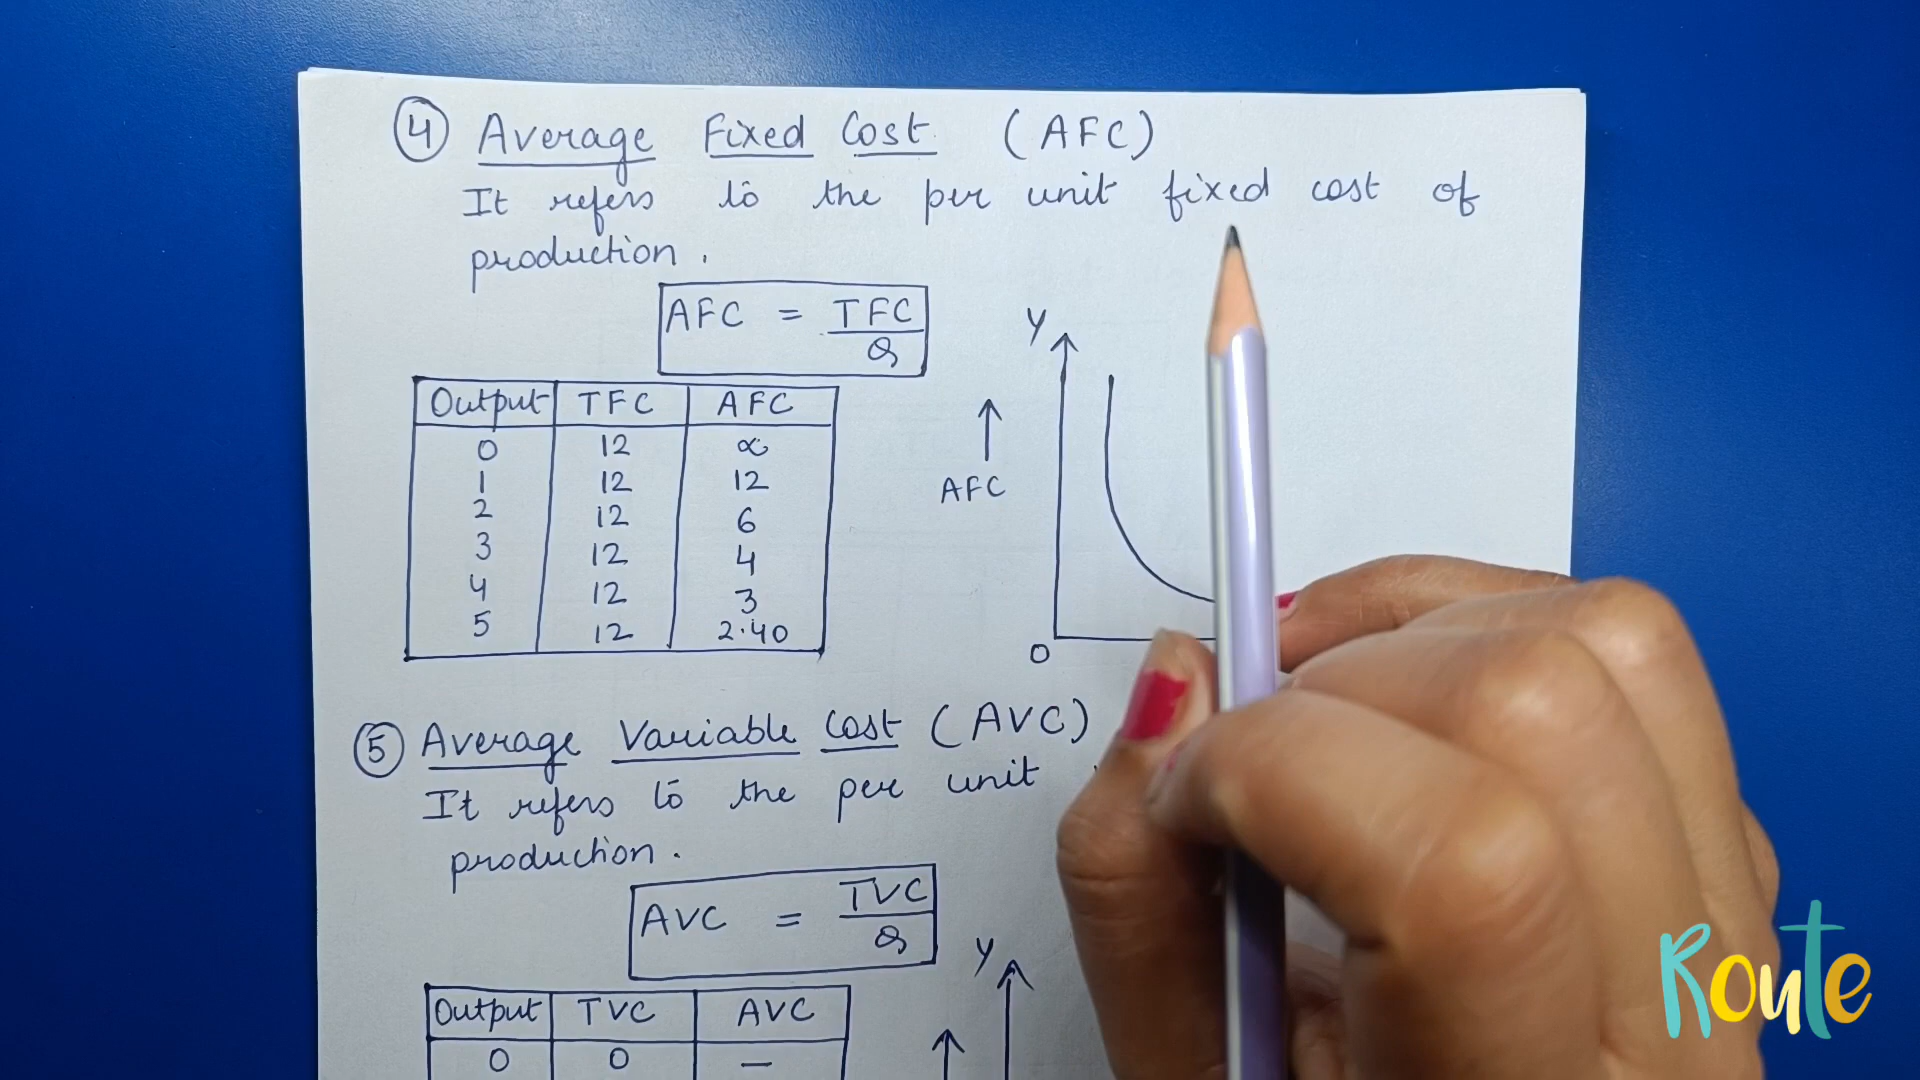 4 Average Fixed Cost (AFC)
It refers to the per unit fixed cost of
production.
AFC = TFC
Q
Output TFC AFC
0 12 ∞
1 12 12
2 12 6
3 12 4
4 12 3
5 12 2.40
Y
↑
AFC
0
5 Average Variable Cost (AVC)
It refers to the per unit
production.
AVC = TVC
Q
Output TVC AVC
0 0 —
Y
↑
Route